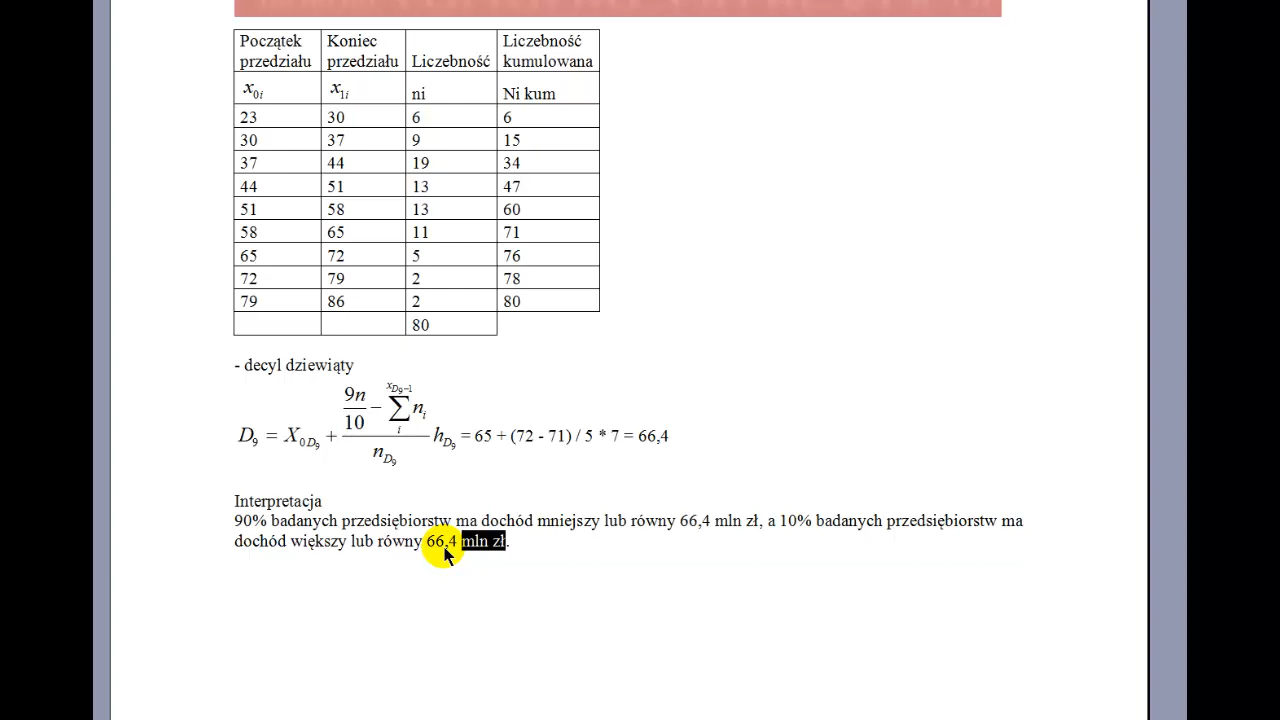 Początek przedziału Koniec przedziału Liczebność Liczebność kumulowana
x0i x1i ni Ni kum
23 30 6 6
30 37 9 15
37 44 19 34
44 51 13 47
51 58 13 60
58 65 11 71
65 72 5 76
72 79 2 78
79 86 2 80
80
- decyl dziewiąty
D9 = X0D9 + (9n/10 − ∑ i xD9−1 ni) / nD9 hD9 = 65 + (72 - 71) / 5 * 7 = 66,4
Interpretacja
90% badanych przedsiębiorstw ma dochód mniejszy lub równy 66,4 mln zł, a 10% badanych przedsiębiorstw ma
dochód większy lub równy 66,4 mln zł.